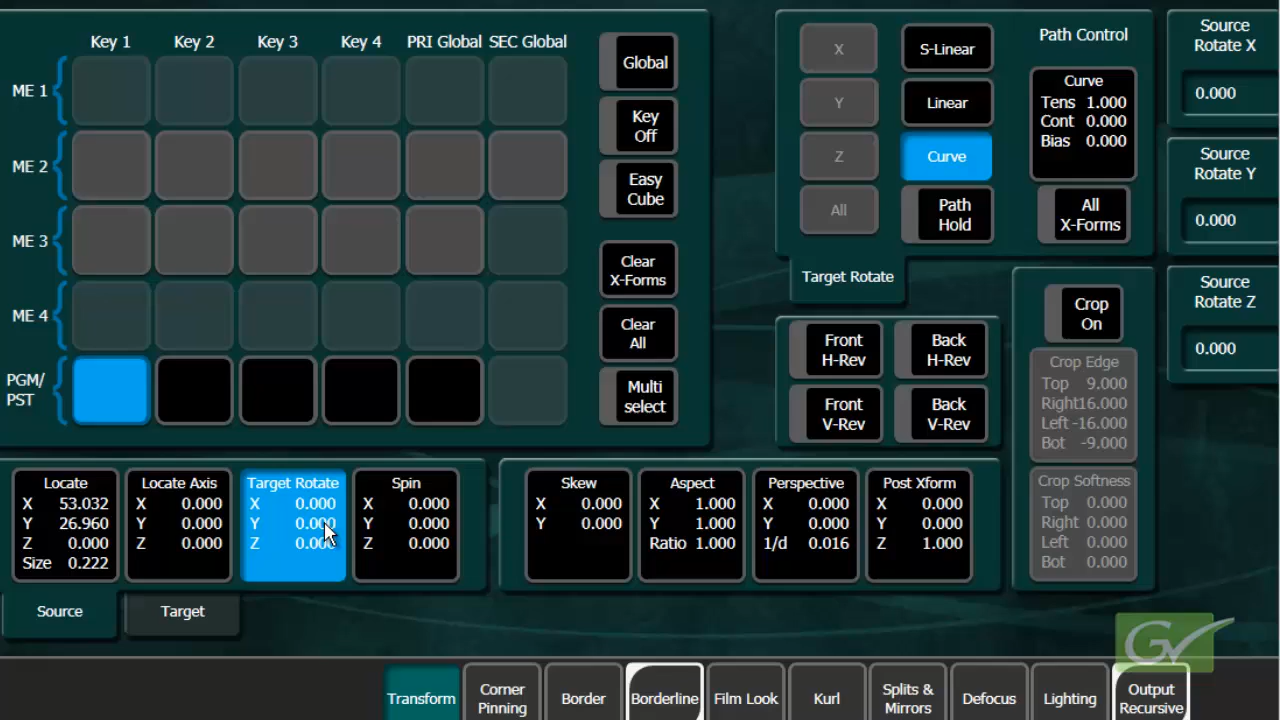 Key 1 Key 2 Key 3 Key 4 PRI Global SEC Global
ME 1
ME 2
ME 3
ME 4
PGM/
PST
Global
Key
Off
Easy
Cube
Clear
X-Forms
Clear
All
Multi
select
X
Y
Z
All
S-Linear
Linear
Curve
Path
Hold
Path Control
Curve
Tens 1.000
Cont 0.000
Bias 0.000
All
X-Forms
Target Rotate
Source
Rotate X
0.000
Source
Rotate Y
0.000
Source
Rotate Z
0.000
Front
H-Rev
Back
H-Rev
Front
V-Rev
Back
V-Rev
Crop
On
Crop Edge
Top 9.000
Right16.000
Left -16.000
Bot -9.000
Crop Softness
Top 0.000
Right 0.000
Left 0.000
Bot 0.000
Locate
X 53.032
Y 26.960
Z 0.000
Size 0.222
Locate Axis
X 0.000
Y 0.000
Z 0.000
Target Rotate
X 0.000
Y 0.000
Z 0.000
Spin
X 0.000
Y 0.000
Z 0.000
Skew
X 0.000
Y 0.000
Aspect
X 1.000
Y 1.000
Ratio 1.000
Perspective
X 0.000
Y 0.000
1/d 0.016
Post Xform
X 0.000
Y 0.000
Z 1.000
Source
Target
GV
Transform
Corner
Pinning
Border
Borderline
Film Look
Kurl
Splits &
Mirrors
Defocus
Lighting
Output
Recursive